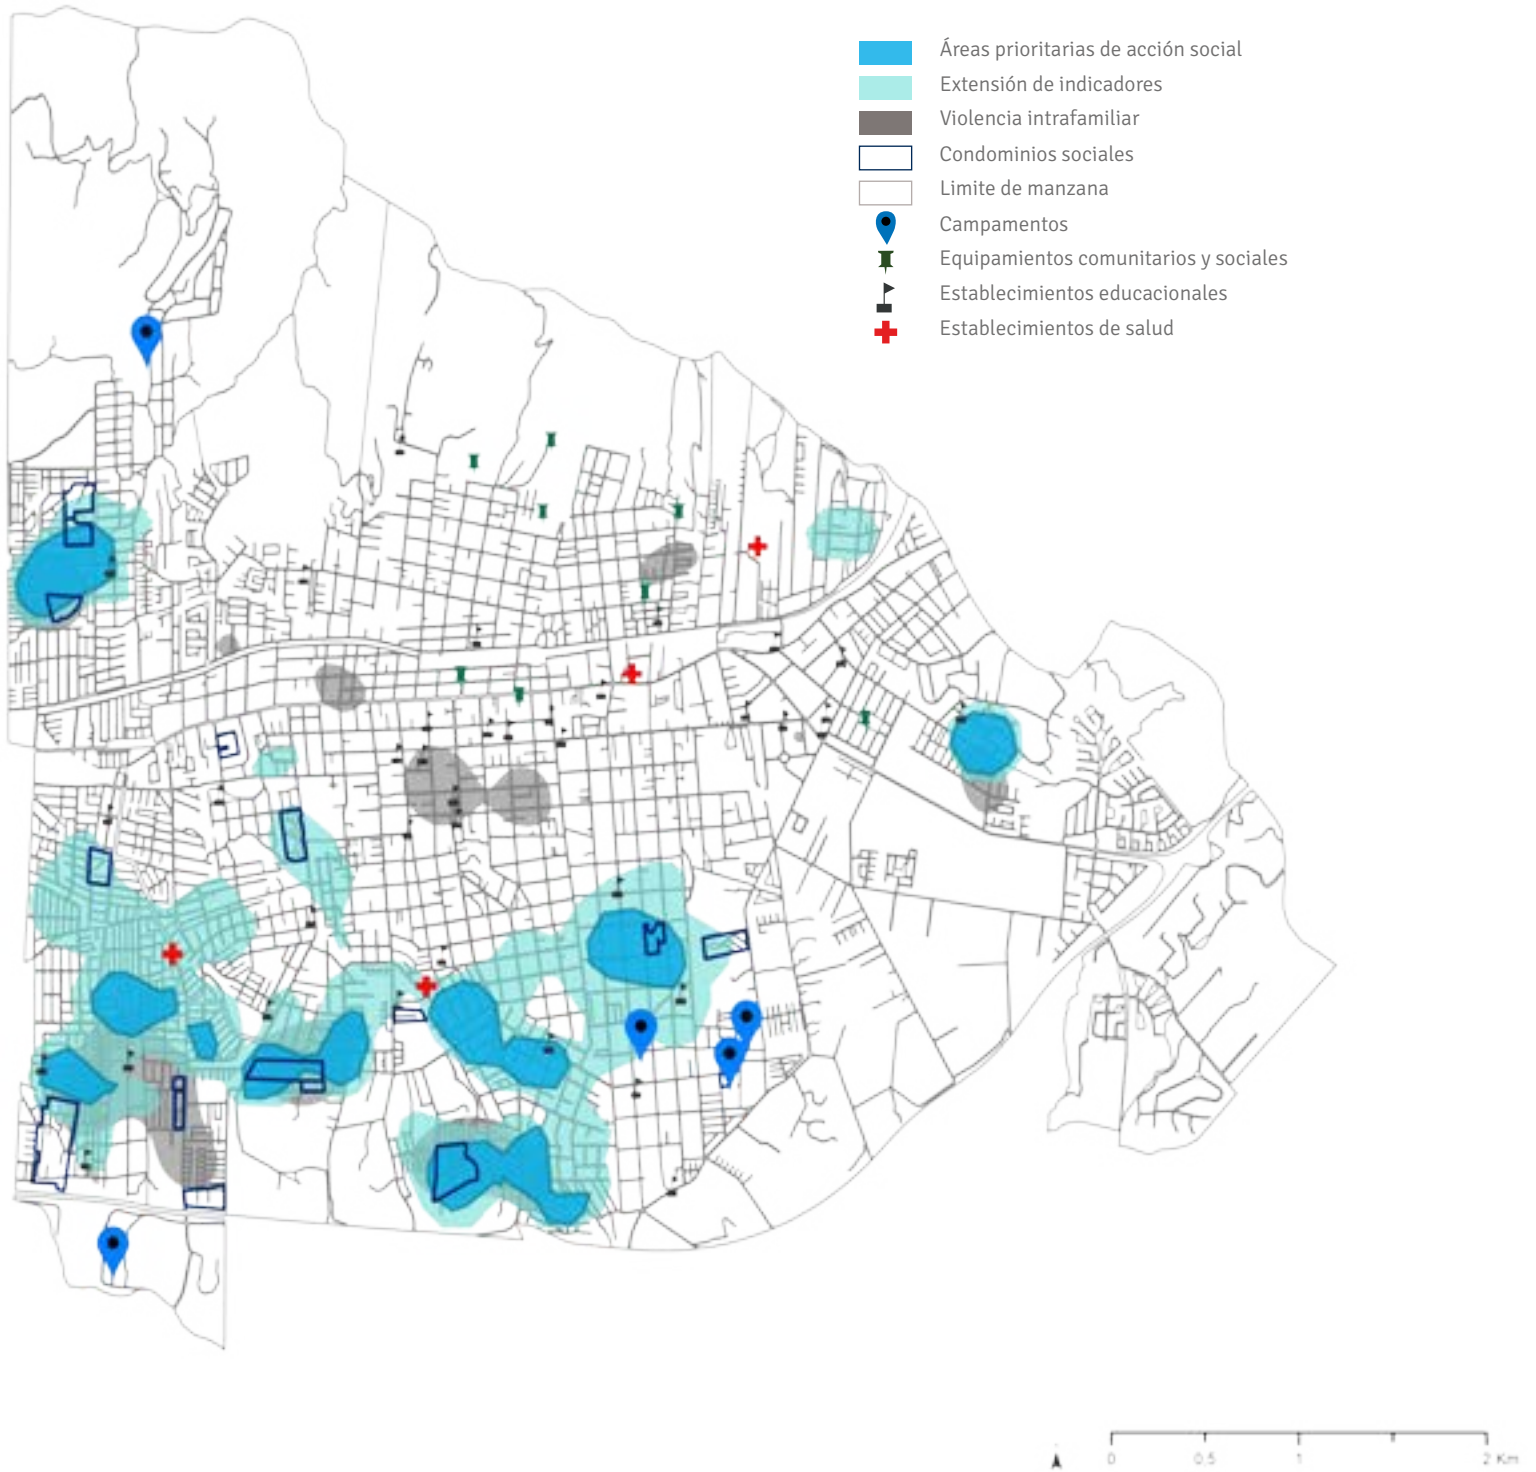 Áreas prioritarias de acción social
Extensión de indicadores
Violencia intrafamiliar
Condominios sociales
Limite de manzana
Campamentos
Equipamientos comunitarios y sociales
Establecimientos educacionales
Establecimientos de salud
0 0,5 1 2 Km